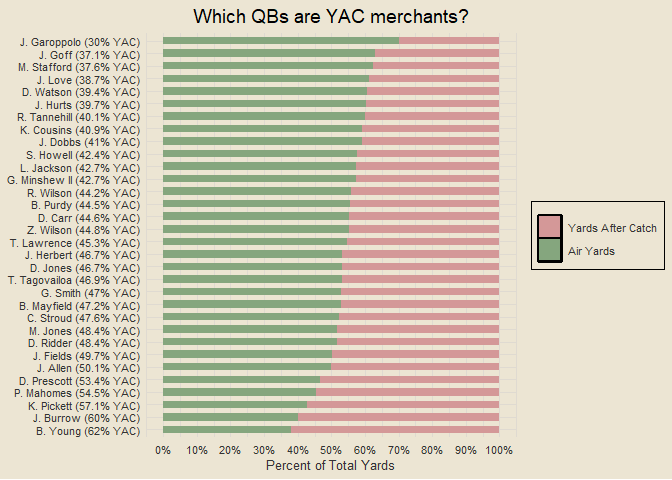 Which QBs are YAC merchants?
J. Garoppolo (30% YAC)
J. Goff (37.1% YAC)
M. Stafford (37.6% YAC)
J. Love (38.7% YAC)
D. Watson (39.4% YAC)
J. Hurts (39.7% YAC)
R. Tannehill (40.1% YAC)
K. Cousins (40.9% YAC)
J. Dobbs (41% YAC)
S. Howell (42.4% YAC)
L. Jackson (42.7% YAC)
G. Minshew II (42.7% YAC)
R. Wilson (44.2% YAC)
B. Purdy (44.5% YAC)
D. Carr (44.6% YAC)
Z. Wilson (44.8% YAC)
T. Lawrence (45.3% YAC)
J. Herbert (46.7% YAC)
D. Jones (46.7% YAC)
T. Tagovailoa (46.9% YAC)
G. Smith (47% YAC)
B. Mayfield (47.2% YAC)
C. Stroud (47.6% YAC)
M. Jones (48.4% YAC)
D. Ridder (48.4% YAC)
J. Fields (49.7% YAC)
J. Allen (50.1% YAC)
D. Prescott (53.4% YAC)
P. Mahomes (54.5% YAC)
K. Pickett (57.1% YAC)
J. Burrow (60% YAC)
B. Young (62% YAC)
0% 10% 20% 30% 40% 50% 60% 70% 80% 90% 100%
Percent of Total Yards
Yards After Catch
Air Yards